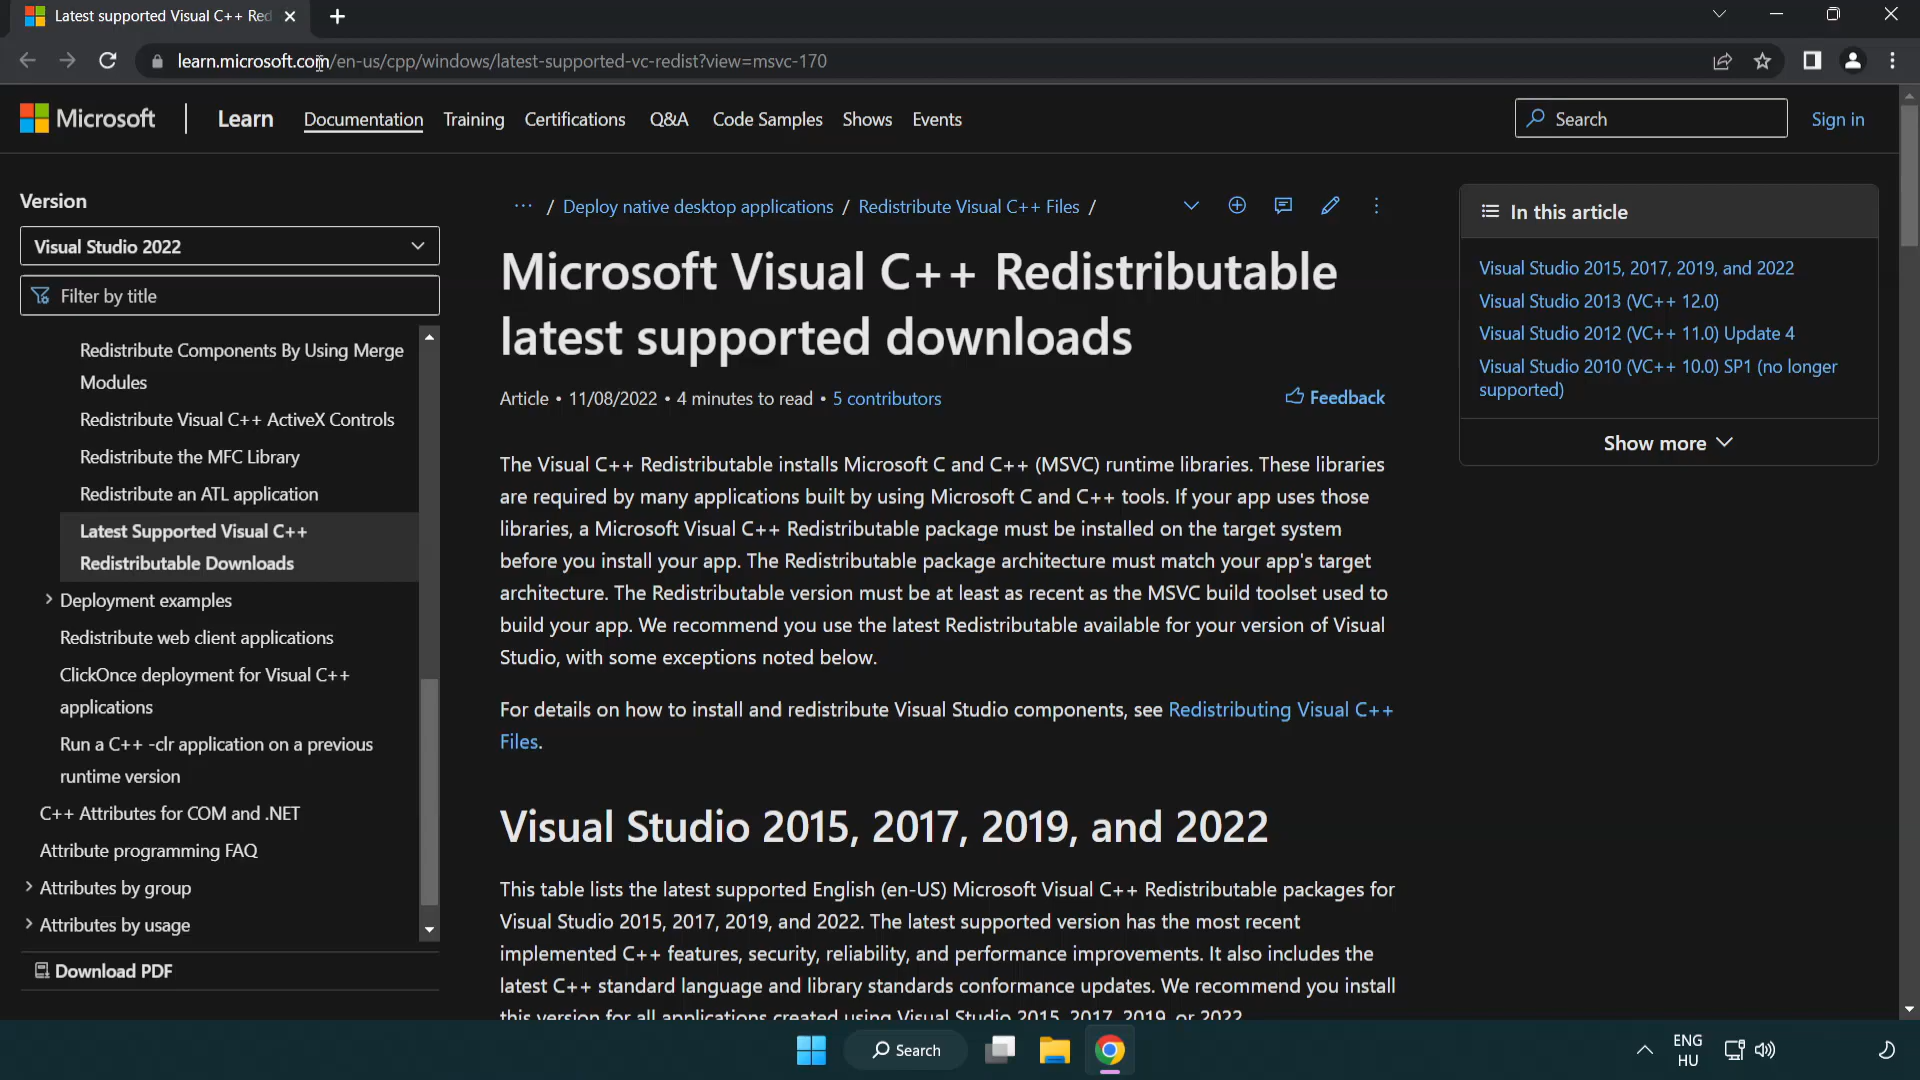 Latest supported Visual C++ Red
learn.microsoft.com/en-us/cpp/windows/latest-supported-vc-redist?view=msvc-170
Microsoft
Learn
Documentation
Training
Certifications
Q&A
Code Samples
Shows
Events
Search
Sign in
Version
Visual Studio 2022
Filter by title
Redistribute Components By Using Merge
Modules
Redistribute Visual C++ ActiveX Controls
Redistribute the MFC Library
Redistribute an ATL application
Latest Supported Visual C++
Redistributable Downloads
Deployment examples
Redistribute web client applications
ClickOnce deployment for Visual C++
applications
Run a C++ -clr application on a previous
runtime version
C++ Attributes for COM and .NET
Attribute programming FAQ
Attributes by group
Attributes by usage
Download PDF
… / Deploy native desktop applications / Redistribute Visual C++ Files /
Microsoft Visual C++ Redistributable
latest supported downloads
Article • 11/08/2022 • 4 minutes to read • 5 contributors
Feedback
The Visual C++ Redistributable installs Microsoft C and C++ (MSVC) runtime libraries. These libraries
are required by many applications built by using Microsoft C and C++ tools. If your app uses those
libraries, a Microsoft Visual C++ Redistributable package must be installed on the target system
before you install your app. The Redistributable package architecture must match your app's target
architecture. The Redistributable version must be at least as recent as the MSVC build toolset used to
build your app. We recommend you use the latest Redistributable available for your version of Visual
Studio, with some exceptions noted below.
For details on how to install and redistribute Visual Studio components, see Redistributing Visual C++
Files.
Visual Studio 2015, 2017, 2019, and 2022
This table lists the latest supported English (en-US) Microsoft Visual C++ Redistributable packages for
Visual Studio 2015, 2017, 2019, and 2022. The latest supported version has the most recent
implemented C++ features, security, reliability, and performance improvements. It also includes the
latest C++ standard language and library standards conformance updates. We recommend you install
this version for all applications created using Visual Studio 2015, 2017, 2019, or 2022.
In this article
Visual Studio 2015, 2017, 2019, and 2022
Visual Studio 2013 (VC++ 12.0)
Visual Studio 2012 (VC++ 11.0) Update 4
Visual Studio 2010 (VC++ 10.0) SP1 (no longer
supported)
Show more
Search
ENG
HU